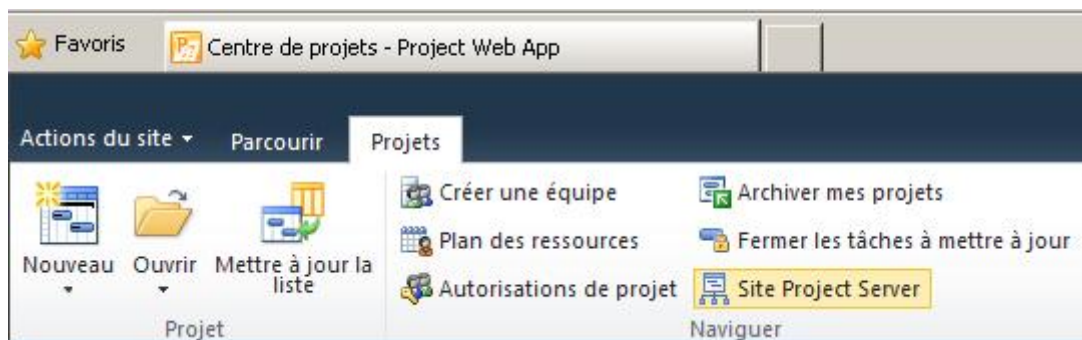 Favoris
Centre de projets - Project Web App
Actions du site
Parcourir
Projets
Nouveau
Ouvrir
Mettre à jour la
liste
Projet
Créer une équipe
Plan des ressources
Autorisations de projet
Archiver mes projets
Fermer les tâches à mettre à jour
Site Project Server
Naviguer